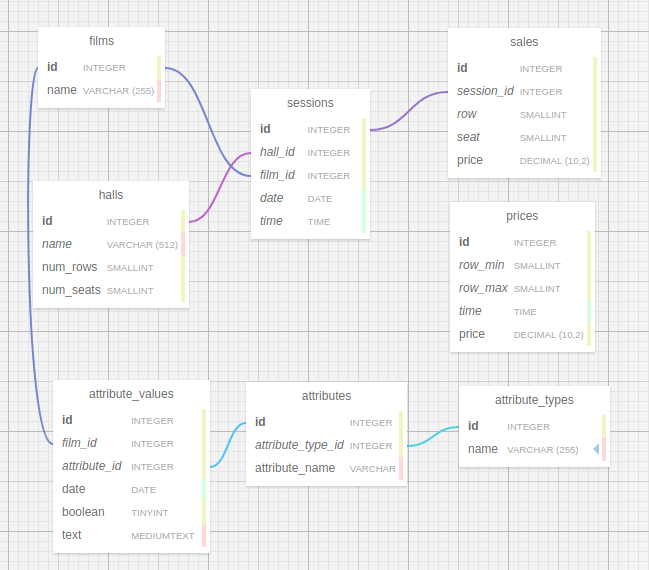 films
id INTEGER
name VARCHAR (255)
halls
id INTEGER
name VARCHAR (512)
num_rows SMALLINT
num_seats SMALLINT
sessions
id INTEGER
hall_id INTEGER
film_id INTEGER
date DATE
time TIME
sales
id INTEGER
session_id INTEGER
row SMALLINT
seat SMALLINT
price DECIMAL (10,2)
prices
id INTEGER
row_min SMALLINT
row_max SMALLINT
time TIME
price DECIMAL (10,2)
attribute_values
id INTEGER
film_id INTEGER
attribute_id INTEGER
date DATE
boolean TINYINT
text MEDIUMTEXT
attributes
id INTEGER
attribute_type_id INTEGER
attribute_name VARCHAR
attribute_types
id INTEGER
name VARCHAR (255)